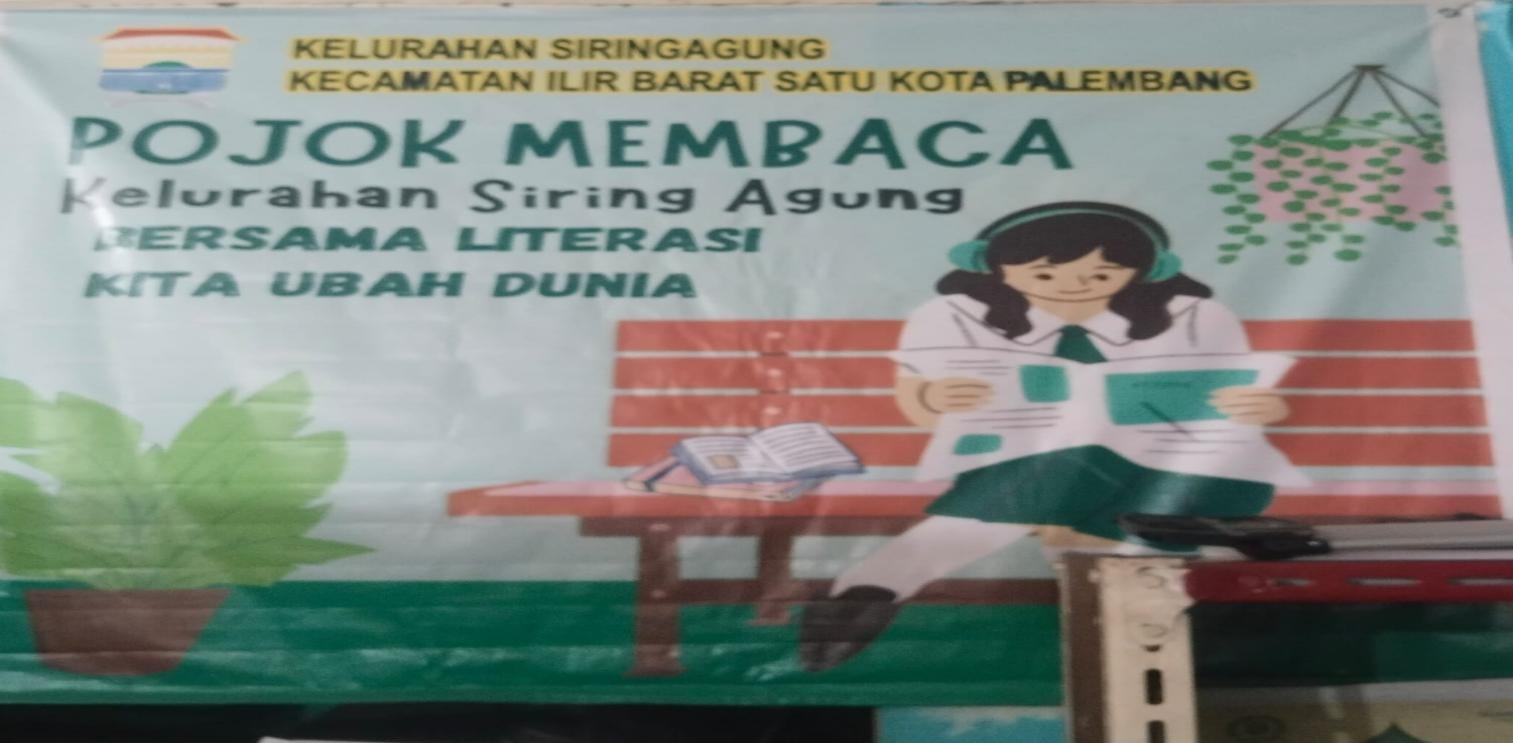 KELURAHAN SIRINGAGUNG
KECAMATAN ILIR BARAT SATU KOTA PALEMBANG
POJOK MEMBACA
Kelurahan Siring Agung
BERSAMA LITERASI
KITA UBAH DUNIA